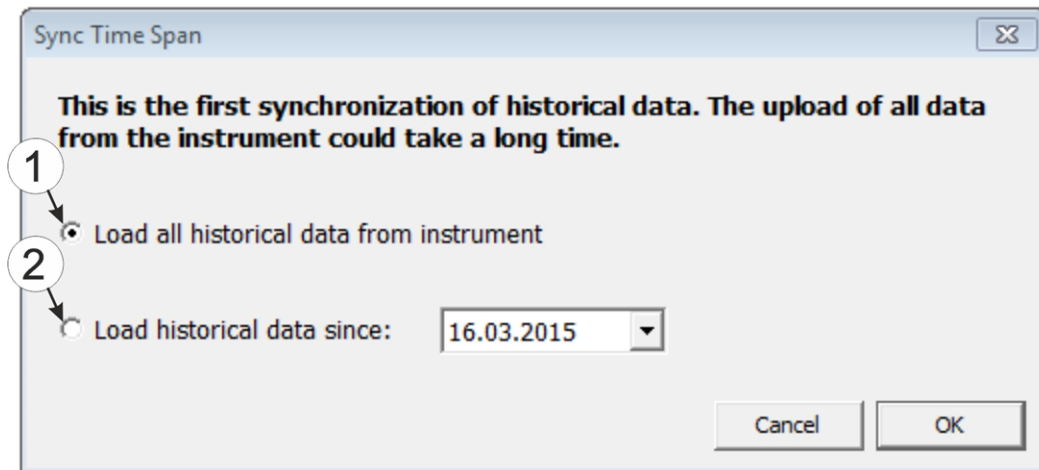 Sync Time Span
This is the first synchronization of historical data. The upload of all data
from the instrument could take a long time.
1
Load all historical data from instrument
2
Load historical data since: 16.03.2015
Cancel OK